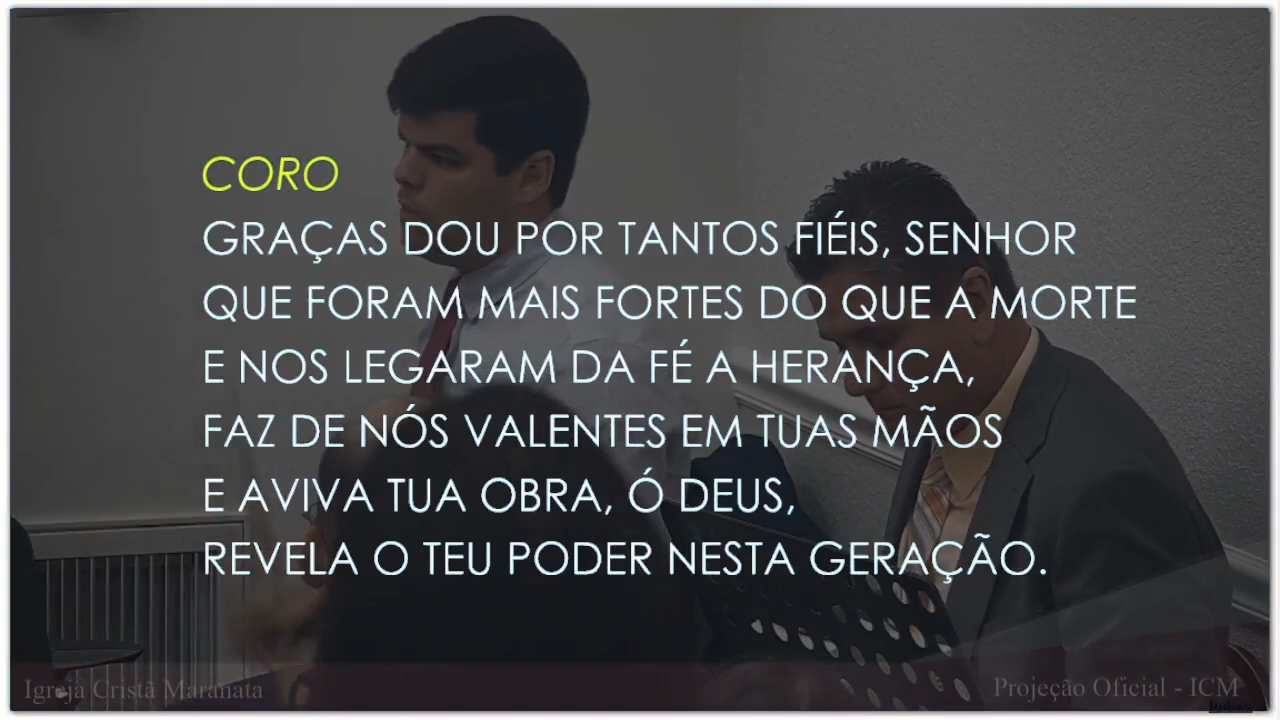 CORO
GRAÇAS DOU POR TANTOS FIÉIS, SENHOR
QUE FORAM MAIS FORTES DO QUE A MORTE
E NOS LEGARAM DA FÉ A HERANÇA,
FAZ DE NÓS VALENTES EM TUAS MÃOS
E AVIVA TUA OBRA, Ó DEUS,
REVELA O TEU PODER NESTA GERAÇÃO.
Igreja Cristã Maranata
Projeção Oficial - ICM
Índice